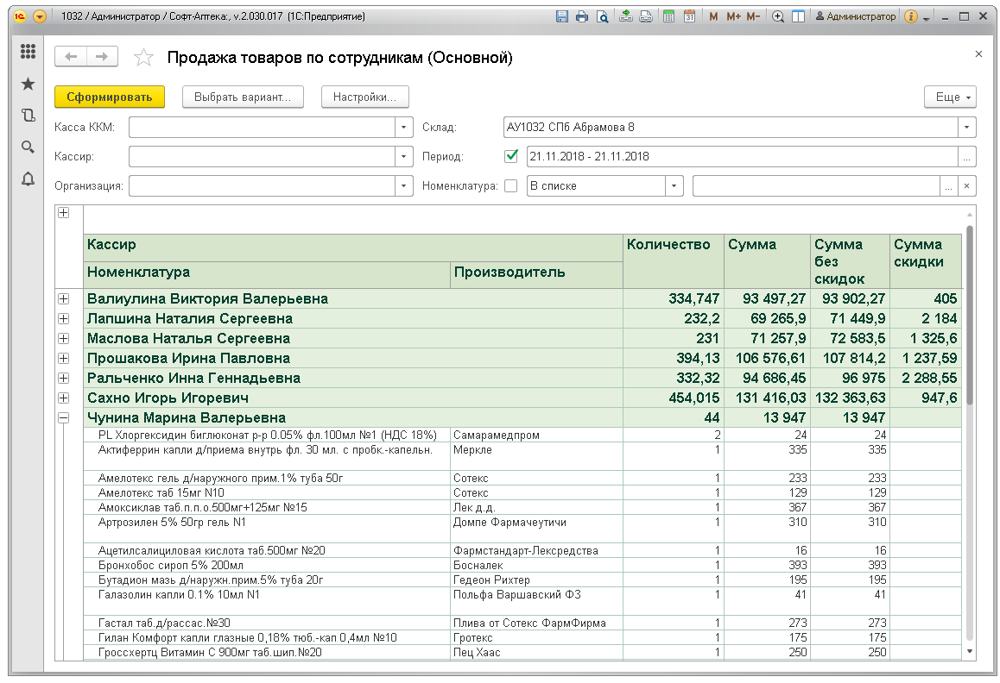 1032 / Администратор / Софт-Аптека:, v.2.030.017 (1С:Предприятие)
M M+ M-
Администратор
Продажа товаров по сотрудникам (Основной)
Сформировать Выбрать вариант... Настройки... Еще
Касса ККМ: Склад: АУ1032 СПб Абрамова 8
Кассир: Период: 21.11.2018 - 21.11.2018 ...
Организация: Номенклатура: В списке ... ×
Кассир Количество Сумма Сумма без скидок Сумма скидки
Номенклатура Производитель
Валиулина Виктория Валерьевна 334,747 93 497,27 93 902,27 405
Лапшина Наталия Сергеевна 232,2 69 265,9 71 449,9 2 184
Маслова Наталья Сергеевна 231 71 257,9 72 583,5 1 325,6
Прошакова Ирина Павловна 394,13 106 576,61 107 814,2 1 237,59
Ральченко Инна Геннадьевна 332,32 94 686,45 96 975 2 288,55
Сахно Игорь Игоревич 454,015 131 416,03 132 363,63 947,6
Чунина Марина Валерьевна 44 13 947 13 947
PL Хлоргексидин биглюконат р-р 0.05% фл.100мл №1 (НДС 18%) Самарамедпром 2 24 24
Актиферрин капли д/приема внутрь фл. 30 мл. с пробк.-капельн. Меркле 1 335 335
Амелотекс гель д/наружного прим.1% туба 50г Сотекс 1 233 233
Амелотекс таб 15мг N10 Сотекс 1 129 129
Амоксиклав таб.п.п.о.500мг+125мг №15 Лек д.д. 1 367 367
Артрозилен 5% 50гр гель N1 Домпе Фармачеутичи 1 310 310
Ацетилсалициловая кислота таб.500мг №20 Фармстандарт-Лексредства 1 16 16
Бронхобос сироп 5% 200мл Босналек 1 393 393
Бутадион мазь д/наружн.прим.5% туба 20г Гедеон Рихтер 1 195 195
Галазолин капли 0.1% 10мл N1 Польфа Варшавский ФЗ 1 41 41
Гастал таб.д/рассас.№30 Плива от Сотекс ФармФирма 1 273 273
Гилан Комфорт капли глазные 0,18% тюб.-кап 0,4мл №10 Гротекс 1 175 175
Гроссхертц Витамин С 900мг таб.шип.№20 Пец Хаас 1 250 250